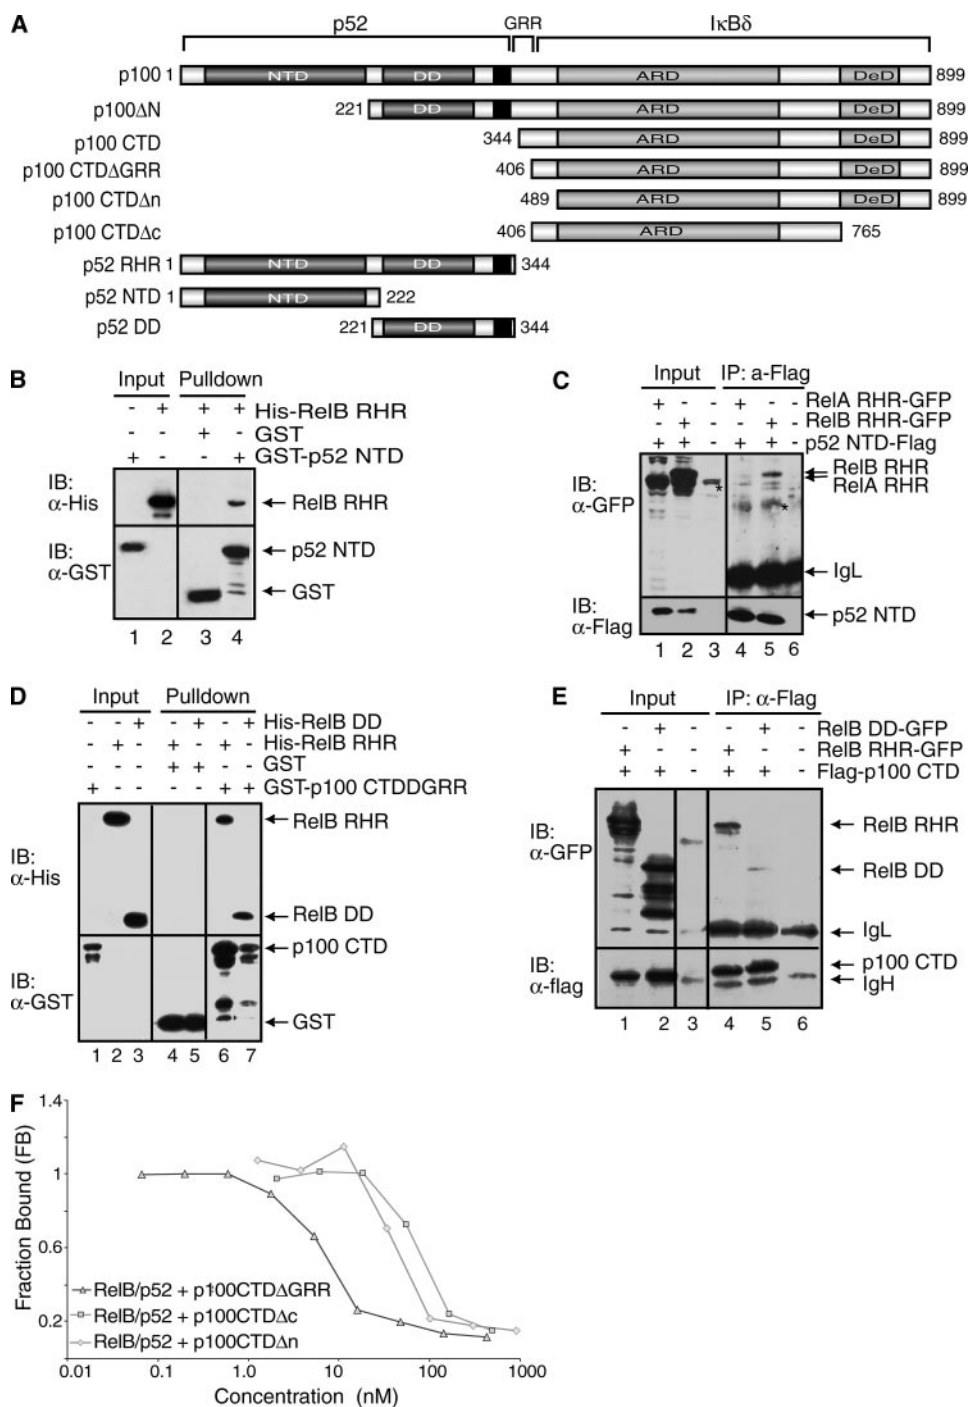 A
p52 GRR IκBδ
p100 1 NTD DD ARD DeD 899
p100ΔN 221 DD ARD DeD 899
p100 CTD 344 ARD DeD 899
p100 CTDΔGRR 406 ARD DeD 899
p100 CTDΔn 489 ARD DeD 899
p100 CTDΔc 406 ARD 765
p52 RHR 1 NTD DD 344
p52 NTD 1 NTD 222
p52 DD 221 DD 344
B
Input Pulldown
- + + + His-RelB RHR
- - + - GST
+ - - + GST-p52 NTD
IB:
α-His
RelB RHR
IB:
α-GST
p52 NTD
GST
1 2 3 4
C
Input IP: a-Flag
+ - - + - - RelA RHR-GFP
- + - - + - RelB RHR-GFP
+ + - + + - p52 NTD-Flag
IB:
α-GFP
RelB RHR
RelA RHR
*
*
IgL
IB:
α-Flag
p52 NTD
1 2 3 4 5 6
D
Input Pulldown
- - + - + - + His-RelB DD
- + - + - + - His-RelB RHR
- - - + + - - GST
+ - - - - + + GST-p100 CTDDGRR
IB:
α-His
RelB RHR
RelB DD
IB:
α-GST
p100 CTD
GST
1 2 3 4 5 6 7
E
Input IP: α-Flag
- + - - + - RelB DD-GFP
+ - - + - - RelB RHR-GFP
+ + - + + - Flag-p100 CTD
IB:
α-GFP
RelB RHR
RelB DD
IgL
IB:
α-flag
p100 CTD
IgH
1 2 3 4 5 6
F
Fraction Bound (FB)
1.4
1
0.6
0.2
RelB/p52 + p100CTDΔGRR
RelB/p52 + p100CTDΔc
RelB/p52 + p100CTDΔn
0.01 0.1 1.0 10 100 1000
Concentration (nM)